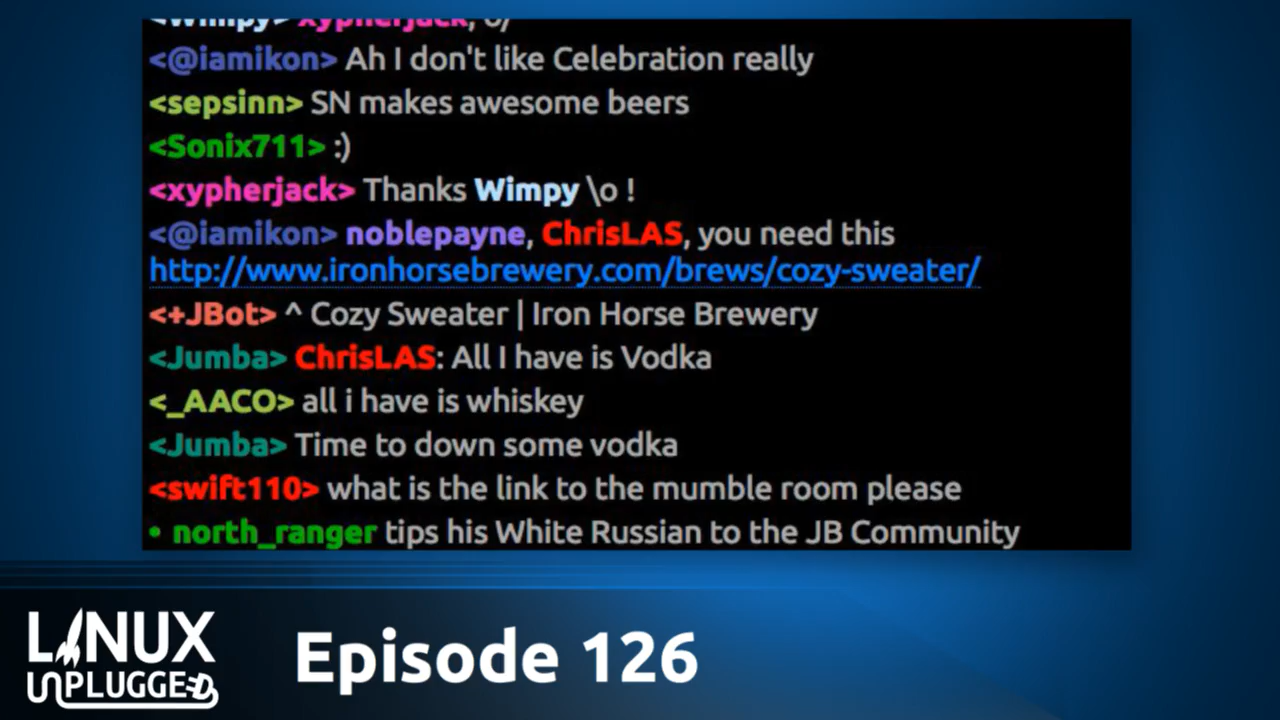 <Wimpy> xypherjack, o/
<@iamikon> Ah I don't like Celebration really
<sepsinn> SN makes awesome beers
<Sonix711> :)
<xypherjack> Thanks Wimpy \o !
<@iamikon> noblepayne, ChrisLAS, you need this
http://www.ironhorsebrewery.com/brews/cozy-sweater/
<+JBot> ^ Cozy Sweater | Iron Horse Brewery
<Jumba> ChrisLAS: All I have is Vodka
<_AACO> all i have is whiskey
<Jumba> Time to down some vodka
<swift110> what is the link to the mumble room please
• north_ranger tips his White Russian to the JB Community
LINUX
UNPLUGGED
Episode 126